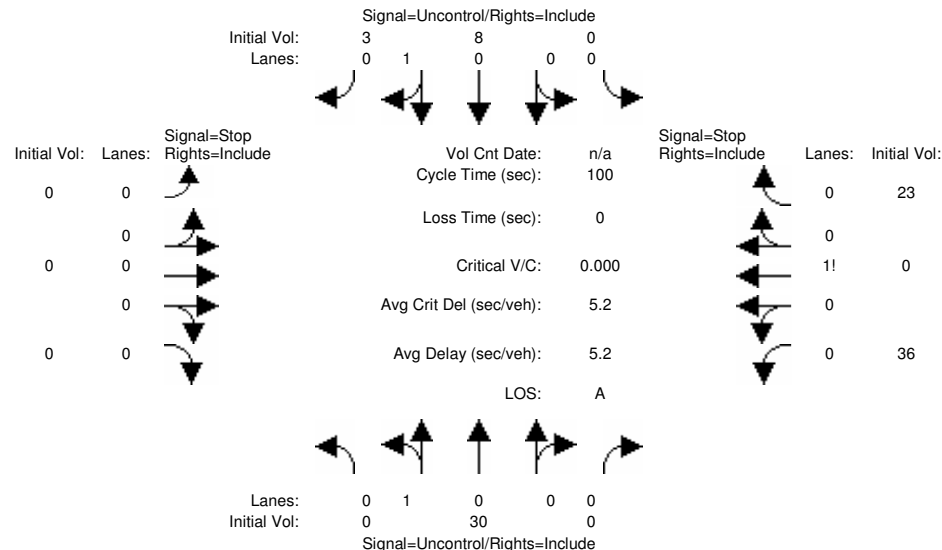 Signal=Uncontrol/Rights=Include
Initial Vol: 3 8 0
Lanes: 0 1 0 0 0
Signal=Stop Signal=Stop
Initial Vol: Lanes: Rights=Include Vol Cnt Date: n/a Rights=Include Lanes: Initial Vol:
Cycle Time (sec): 100
0 0 0 23
Loss Time (sec): 0
0 0
0 0 Critical V/C: 0.000 1! 0
0 Avg Crit Del (sec/veh): 5.2 0
0 0 Avg Delay (sec/veh): 5.2 0 36
LOS: A
Lanes: 0 1 0 0 0
Initial Vol: 0 30 0
Signal=Uncontrol/Rights=Include